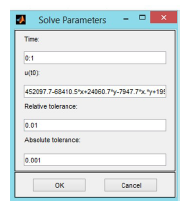 Solve Parameters
Time:
0:1
u(t0):
452097.7-68410.5*x+24060.7*y-7947.7*x.*y+195
Relative tolerance:
0.01
Absolute tolerance:
0.001
OK Cancel